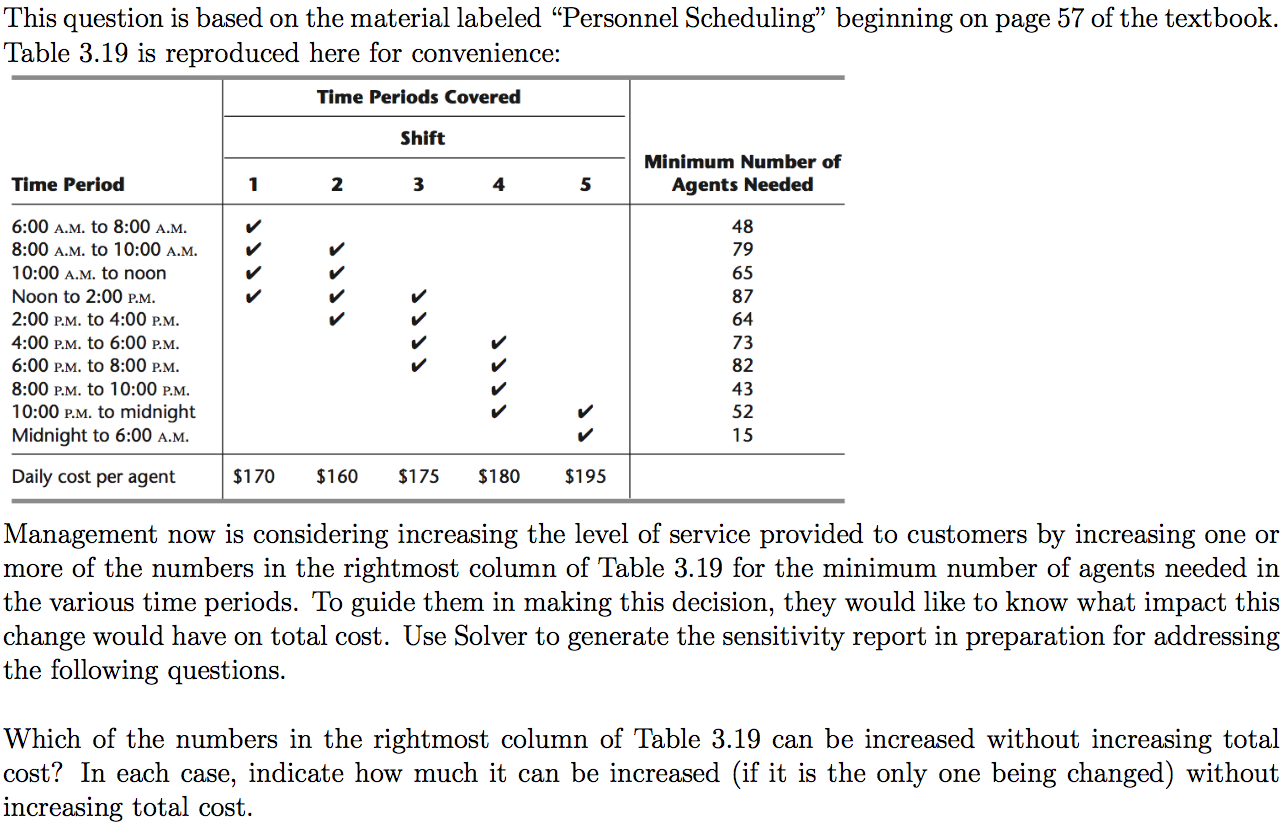 This question is based on the material labeled “Personnel Scheduling” beginning on page 57 of the textbook.
Table 3.19 is reproduced here for convenience:
Time Periods Covered
Shift
Time Period 1 2 3 4 5 Minimum Number of Agents Needed
6:00 A.M. to 8:00 A.M. ✔ 48
8:00 A.M. to 10:00 A.M. ✔ ✔ 79
10:00 A.M. to noon ✔ ✔ 65
Noon to 2:00 P.M. ✔ ✔ ✔ 87
2:00 P.M. to 4:00 P.M. ✔ ✔ 64
4:00 P.M. to 6:00 P.M. ✔ ✔ 73
6:00 P.M. to 8:00 P.M. ✔ ✔ 82
8:00 P.M. to 10:00 P.M. ✔ 43
10:00 P.M. to midnight ✔ ✔ 52
Midnight to 6:00 A.M. ✔ 15
Daily cost per agent $170 $160 $175 $180 $195
Management now is considering increasing the level of service provided to customers by increasing one or
more of the numbers in the rightmost column of Table 3.19 for the minimum number of agents needed in
the various time periods. To guide them in making this decision, they would like to know what impact this
change would have on total cost. Use Solver to generate the sensitivity report in preparation for addressing
the following questions.
Which of the numbers in the rightmost column of Table 3.19 can be increased without increasing total
cost? In each case, indicate how much it can be increased (if it is the only one being changed) without
increasing total cost.